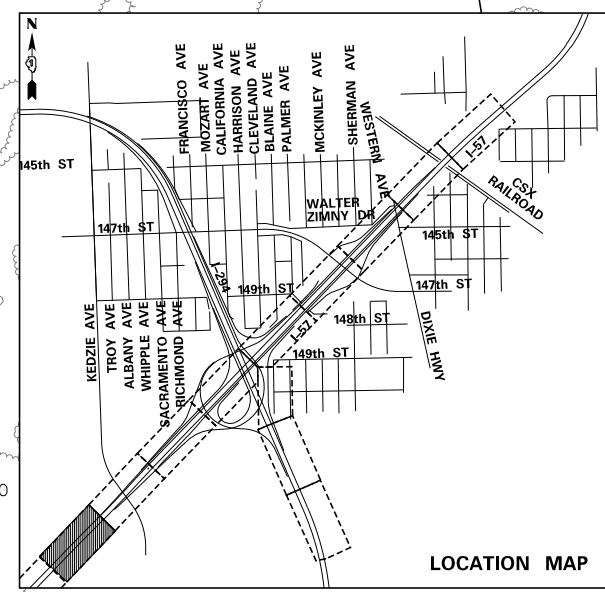 N
FRANCISCO AVE
MOZART AVE
CALIFORNIA AVE
HARRISON AVE
CLEVELAND AVE
BLAINE AVE
PALMER AVE
MCKINLEY AVE
SHERMAN AVE
WESTERN AVE
I-57
CSX
RAILROAD
145th ST
WALTER
ZIMNY DR
147th ST
145th ST
I-294
149th ST
147th ST
I-57
148th ST
149th ST
DIXIE HWY
KEDZIE AVE
TROY AVE
ALBANY AVE
WHIPPLE AVE
SACRAMENTO AVE
RICHMOND AVE
LOCATION MAP